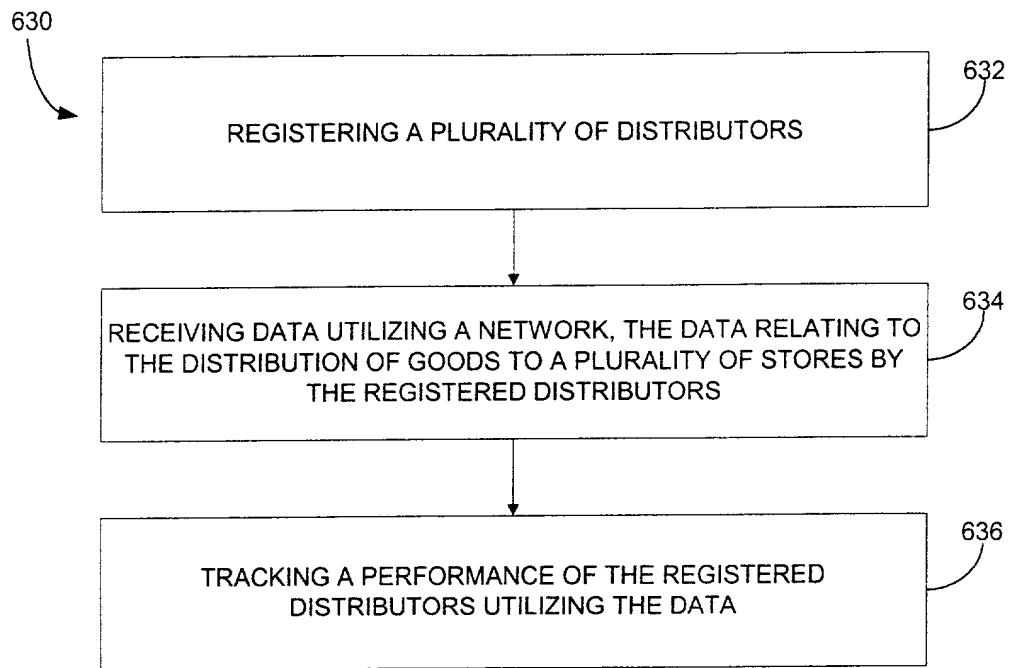 630
632
REGISTERING A PLURALITY OF DISTRIBUTORS
634
RECEIVING DATA UTILIZING A NETWORK, THE DATA RELATING TO
THE DISTRIBUTION OF GOODS TO A PLURALITY OF STORES BY
THE REGISTERED DISTRIBUTORS
636
TRACKING A PERFORMANCE OF THE REGISTERED
DISTRIBUTORS UTILIZING THE DATA